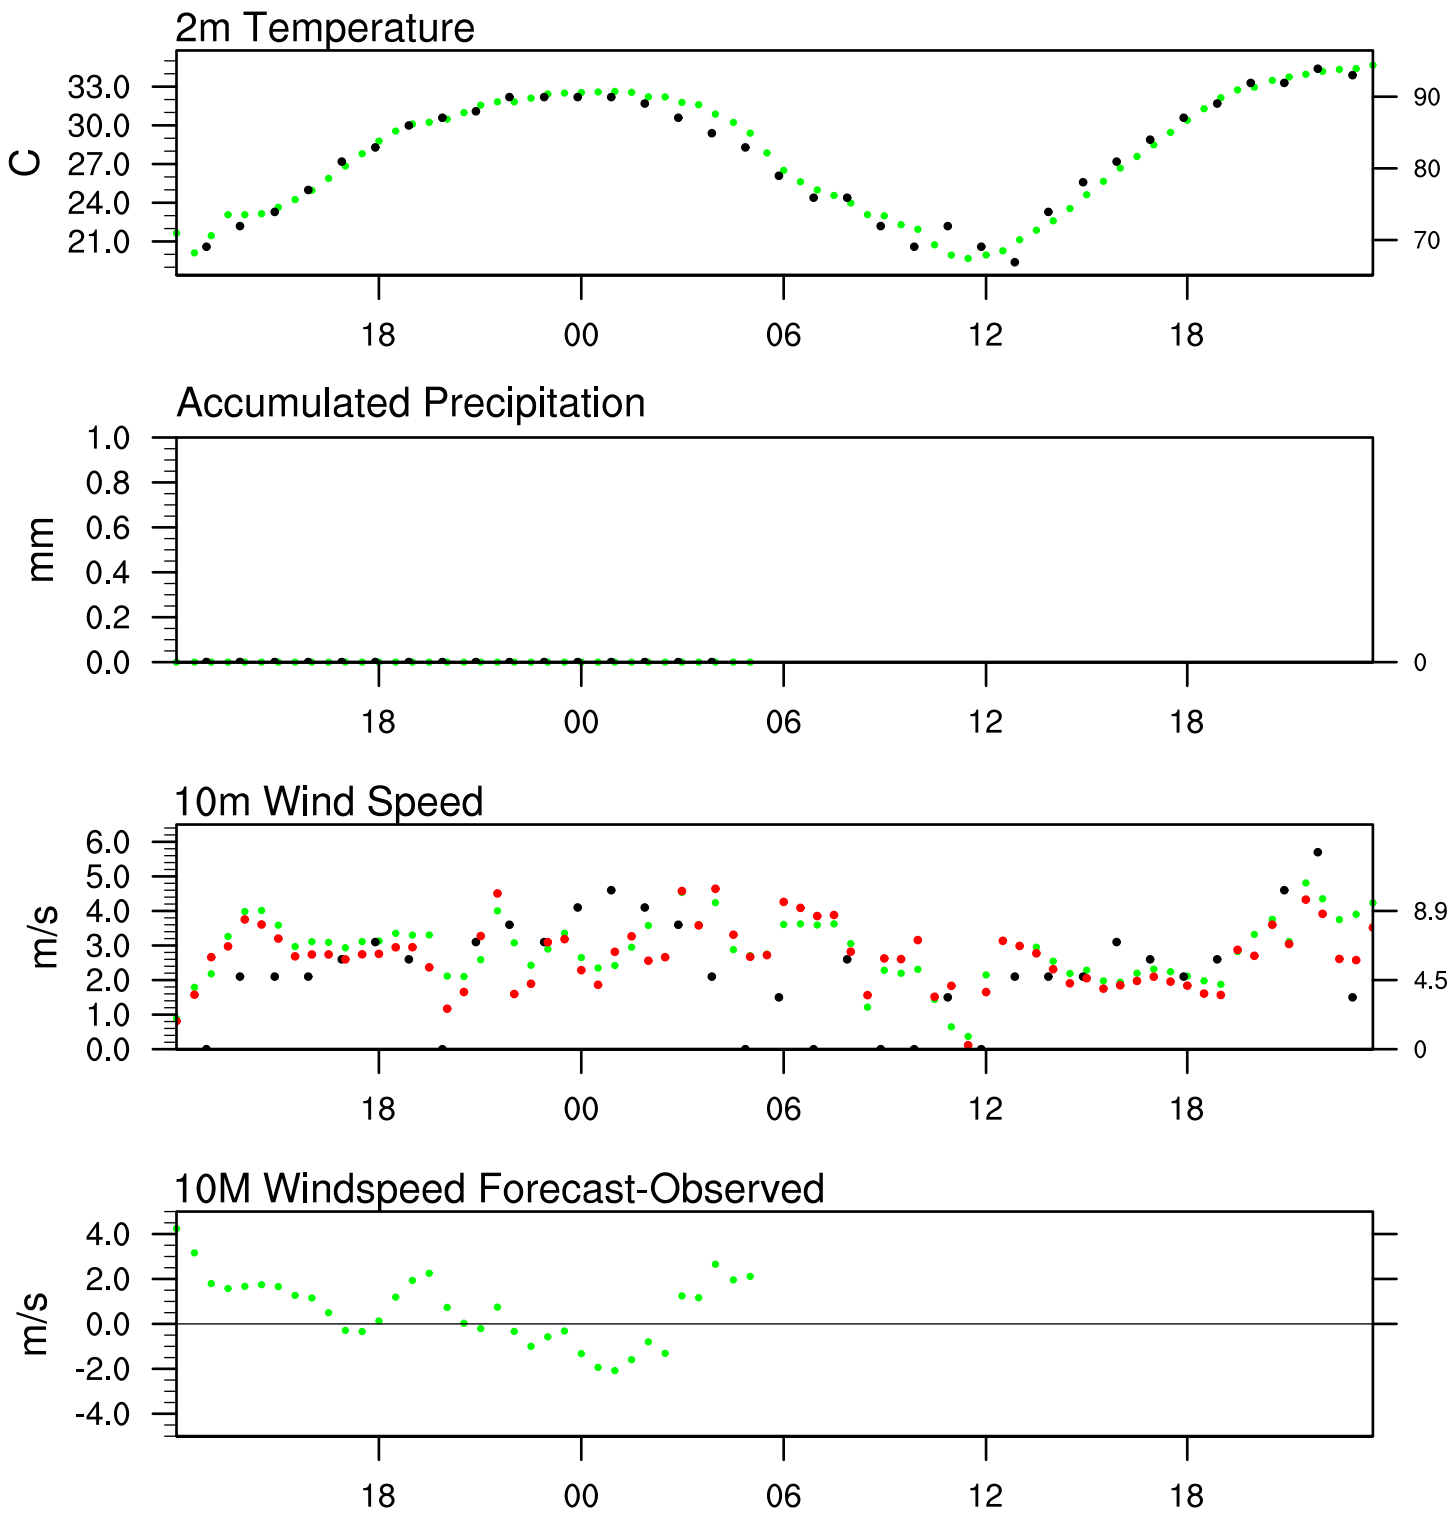 2m Temperature
33.0
30.0
27.0
24.0
21.0
C
90
80
70
18 00 06 12 18
Accumulated Precipitation
1.0
0.8
0.6
0.4
0.2
0.0
mm
0
18 00 06 12 18
10m Wind Speed
6.0
5.0
4.0
3.0
2.0
1.0
0.0
m/s
8.9
4.5
0
18 00 06 12 18
10M Windspeed Forecast-Observed
4.0
2.0
0.0
-2.0
-4.0
m/s
18 00 06 12 18